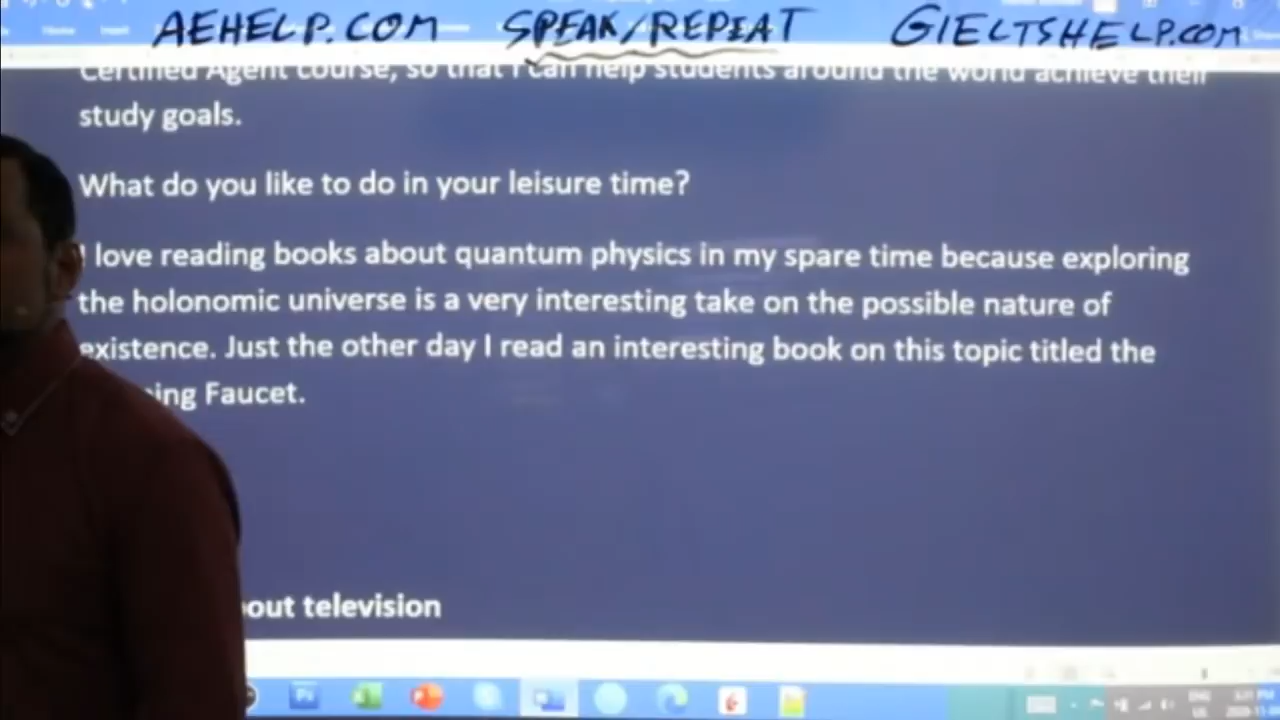 AEHELP.COM SPEAK/REPEAT GIELTSHELP.COM
Certified Agent course, so that I can help students around the world achieve their
study goals.
What do you like to do in your leisure time?
I love reading books about quantum physics in my spare time because exploring
the holonomic universe is a very interesting take on the possible nature of
existence. Just the other day I read an interesting book on this topic titled the
Faucet.
television